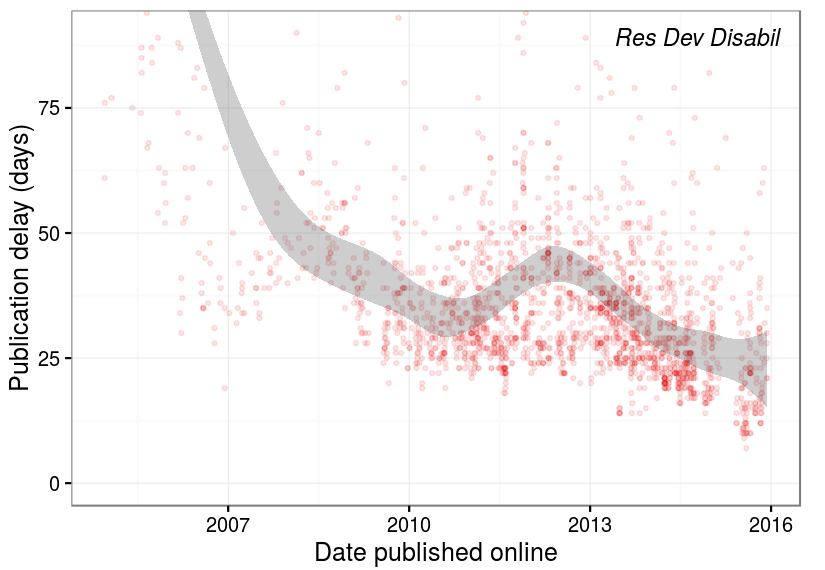 Res Dev Disabil
Publication delay (days)
75
50
25
0
2007 2010 2013 2016
Date published online